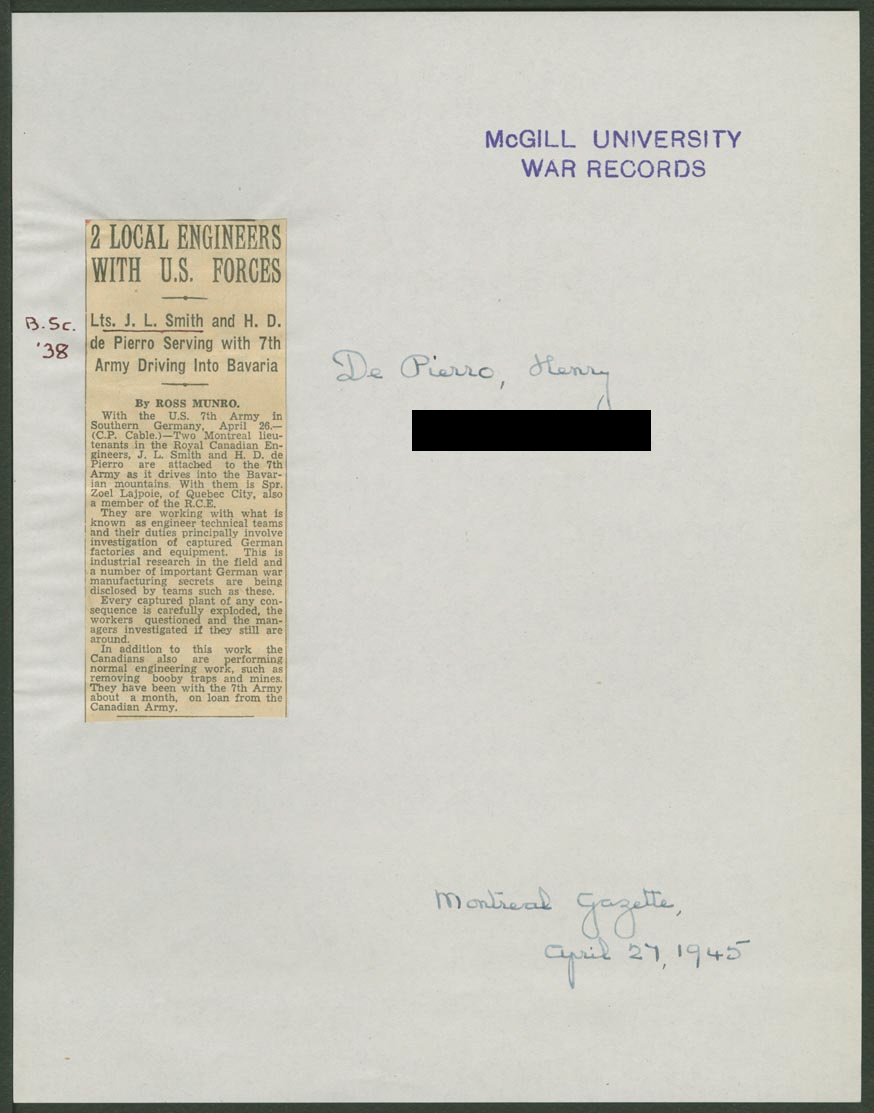 McGILL UNIVERSITY
WAR RECORDS
2 LOCAL ENGINEERS
WITH U.S. FORCES
B.Sc.
'38
Lts. J. L. Smith and H. D.
de Pierro Serving with 7th
Army Driving Into Bavaria
By ROSS MUNRO.
With the U.S. 7th Army in
Southern Germany, April 26.—
(C.P. Cable.)—Two Montreal lieu-
tenants in the Royal Canadian En-
gineers, J. L. Smith and H. D. de
Pierro are attached to the 7th
Army as it drives into the Bavar-
ian mountains. With them is Spr.
Zoel Lajpoie, of Quebec City, also
a member of the R.C.E.
They are working with what is
known as engineer technical teams
and their duties principally involve
investigation of captured German
factories and equipment. This is
industrial research in the field and
a number of important German war
manufacturing secrets are being
disclosed by teams such as these.
Every captured plant of any con-
sequence is carefully exploded, the
workers questioned and the man-
agers investigated if they still are
around.
In addition to this work the
Canadians also are performing
normal engineering work, such as
removing booby traps and mines.
They have been with the 7th Army
about a month, on loan from the
Canadian Army.
De Pierro, Henry
Montreal Gazette,
April 27, 1945